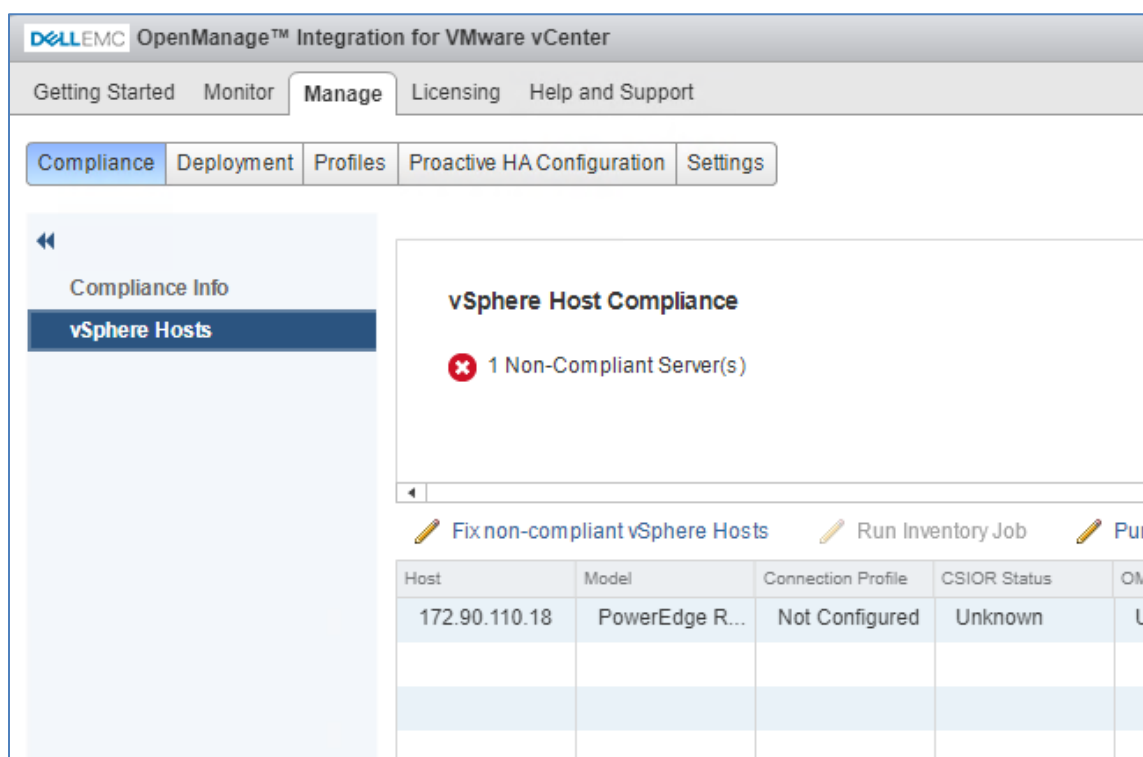 DELLEMC OpenManage™ Integration for VMware vCenter
Getting Started Monitor Manage Licensing Help and Support
Compliance Deployment Profiles Proactive HA Configuration Settings
Compliance Info
vSphere Hosts
vSphere Host Compliance
1 Non-Compliant Server(s)
Fix non-compliant vSphere Hosts Run Inventory Job
Host Model Connection Profile CSIOR Status
172.90.110.18 PowerEdge R... Not Configured Unknown